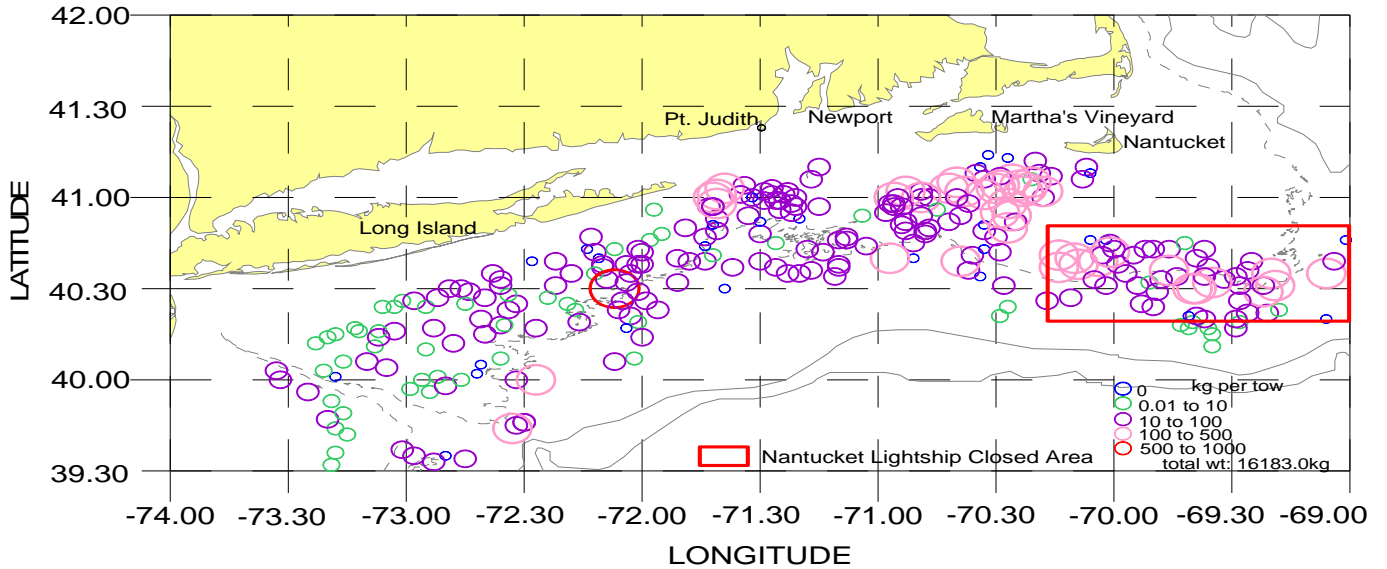 42.00
41.30
Pt. Judith
Newport
Martha's Vineyard
Nantucket
41.00
LATITUDE
Long Island
40.30
40.00
kg per tow
0
0.01 to 10
10 to 100
100 to 500
500 to 1000
Nantucket Lightship Closed Area
total wt: 16183.0kg
39.30
-74.00 -73.30 -73.00 -72.30 -72.00 -71.30 -71.00 -70.30 -70.00 -69.30 -69.00
LONGITUDE